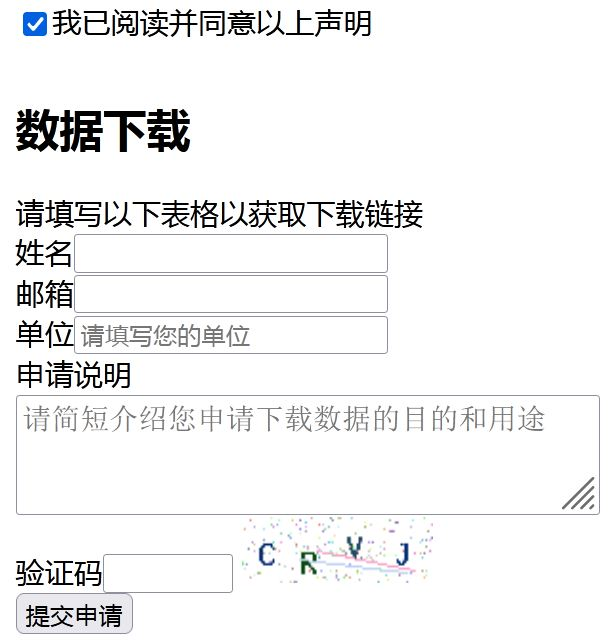 我已阅读并同意以上声明
数据下载
请填写以下表格以获取下载链接
姓名
邮箱
单位 请填写您的单位
申请说明
请简短介绍您申请下载数据的目的和用途
验证码 CRVJ
提交申请